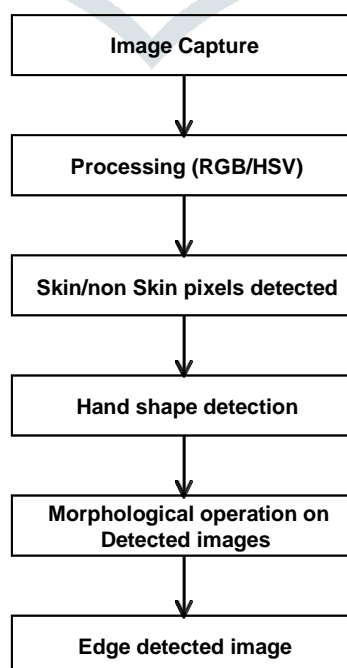 Image Capture
Processing (RGB/HSV)
Skin/non Skin pixels detected
Hand shape detection
Morphological operation on
Detected images
Edge detected image